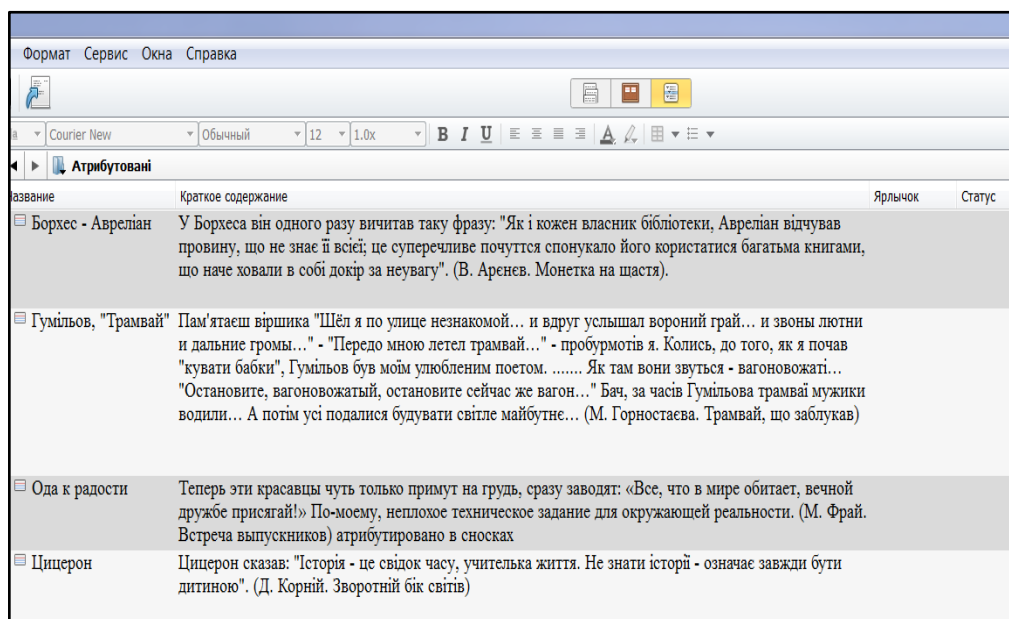 Формат Сервис Окна Справка
Courier New Обычный 12 1.0x B I U A
Атрибутовані
Название Краткое содержание Ярлычок Статус
Борхес - Авреліан У Борхеса він одного разу вичитав таку фразу: "Як і кожен власник бібліотеки, Авреліан відчував
провину, що не знає її всієї; це суперечливе почуття спонукало його користатися багатьма книгами,
що наче ховали в собі докір за неувагу". (В. Арєнєв. Монетка на щастя).
Гумільов, "Трамвай" Пам'ятаєш віршика "Шёл я по улице незнакомой… и вдруг услышал вороний грай… и звоны лютни
и дальние громы…" - "Передо мною летел трамвай…" - пробурмотів я. Колись, до того, як я почав
"кувати бабки", Гумільов був моїм улюбленим поетом. ....... Як там вони звуться - вагоновожаті…
"Остановите, вагоновожатый, остановите сейчас же вагон…" Бач, за часів Гумільова трамваї мужики
водили… А потім усі подалися будувати світле майбутнє… (М. Горностаєва. Трамвай, що заблукав)
Ода к радости Теперь эти красавцы чуть только примут на грудь, сразу заводят: «Все, что в мире обитает, вечной
дружбе присягай!» По-моему, неплохое техническое задание для окружающей реальности. (М. Фрай.
Встреча выпускников) атрибутировано в сносках
Цицерон Цицерон сказав: "Історія - це свідок часу, учителька життя. Не знати історії - означає завжди бути
дитиною". (Д. Корній. Зворотній бік світів)